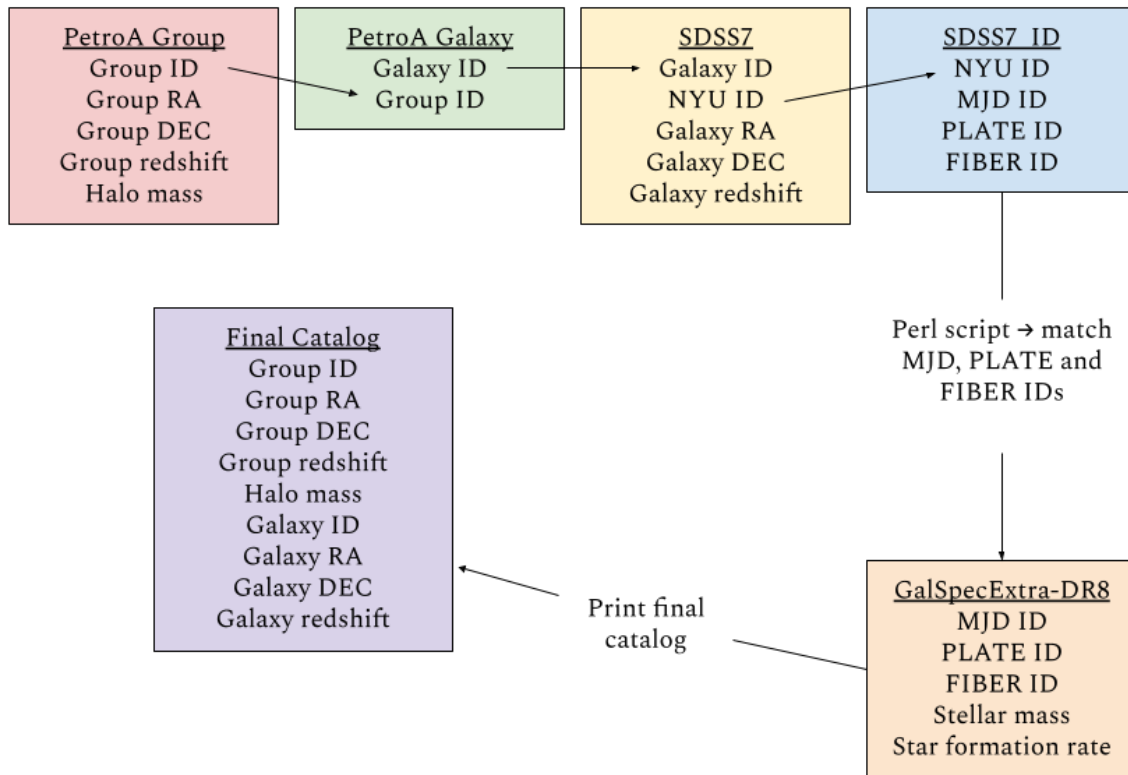 PetroA Group
Group ID
Group RA
Group DEC
Group redshift
Halo mass
PetroA Galaxy
Galaxy ID
Group ID
SDSS7
Galaxy ID
NYU ID
Galaxy RA
Galaxy DEC
Galaxy redshift
SDSS7_ID
NYU ID
MJD ID
PLATE ID
FIBER ID
Perl script → match
MJD, PLATE and
FIBER IDs
GalSpecExtra-DR8
MJD ID
PLATE ID
FIBER ID
Stellar mass
Star formation rate
Print final
catalog
Final Catalog
Group ID
Group RA
Group DEC
Group redshift
Halo mass
Galaxy ID
Galaxy RA
Galaxy DEC
Galaxy redshift